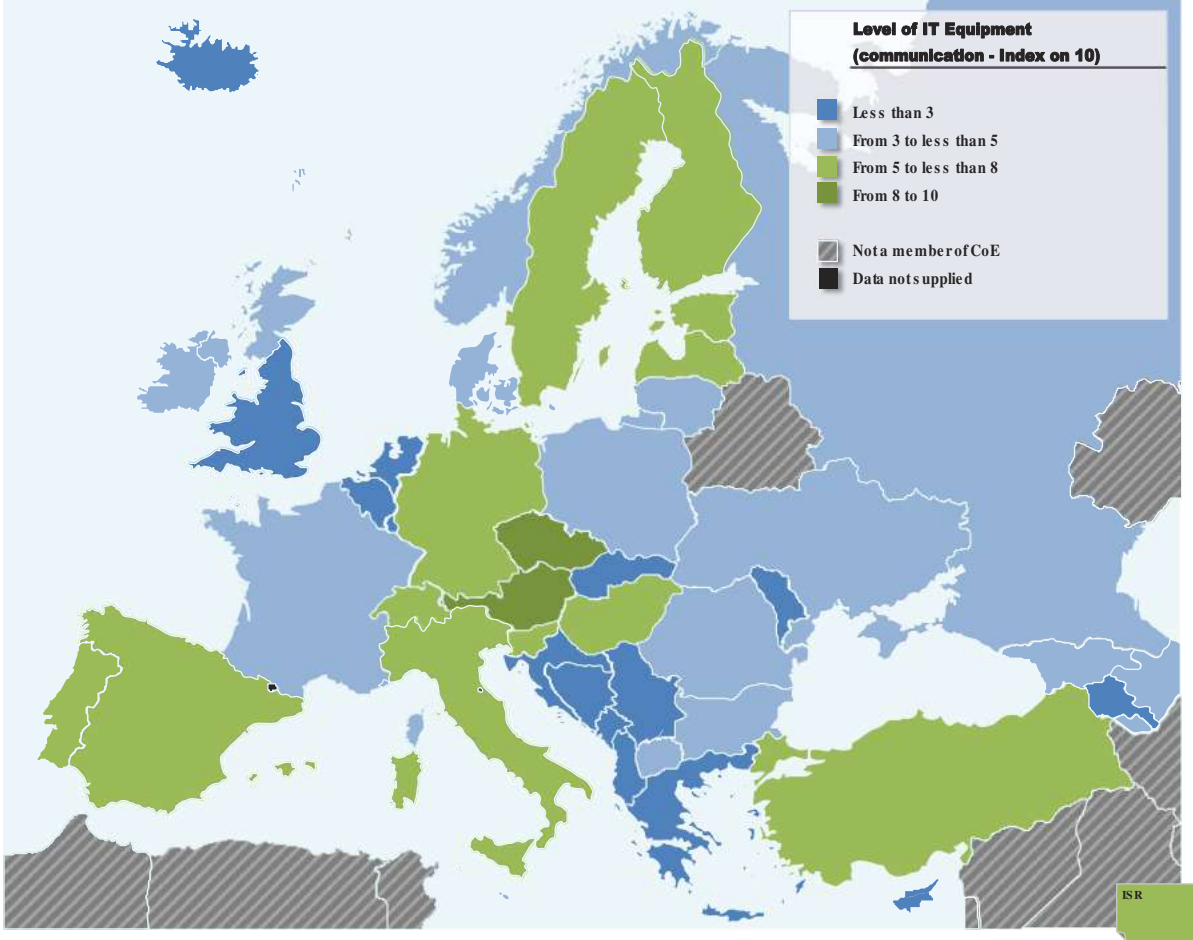 Level of IT Equipment
(communication - Index on 10)
Less than 3
From 3 to less than 5
From 5 to less than 8
From 8 to 10
Not a member of CoE
Data not supplied
ISR